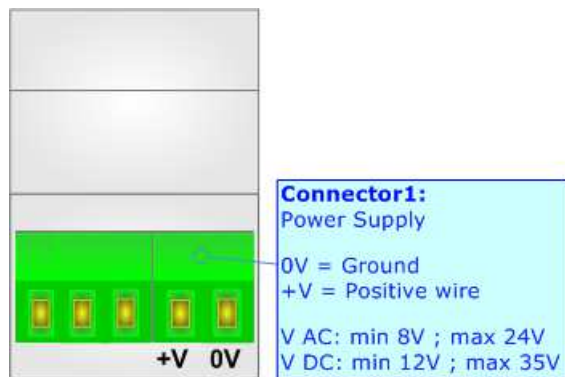 Connector1:
Power Supply
0V = Ground
+V = Positive wire
V AC: min 8V ; max 24V
V DC: min 12V ; max 35V
+V 0V